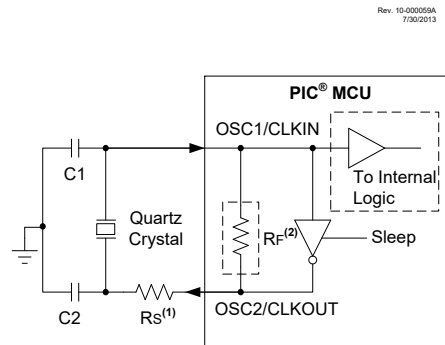 Rev. 10-000059A
7/30/2013
PIC® MCU
OSC1/CLKIN
C1
To Internal
Logic
Quartz
Crystal
RF(2)
Sleep
C2
RS(1)
OSC2/CLKOUT